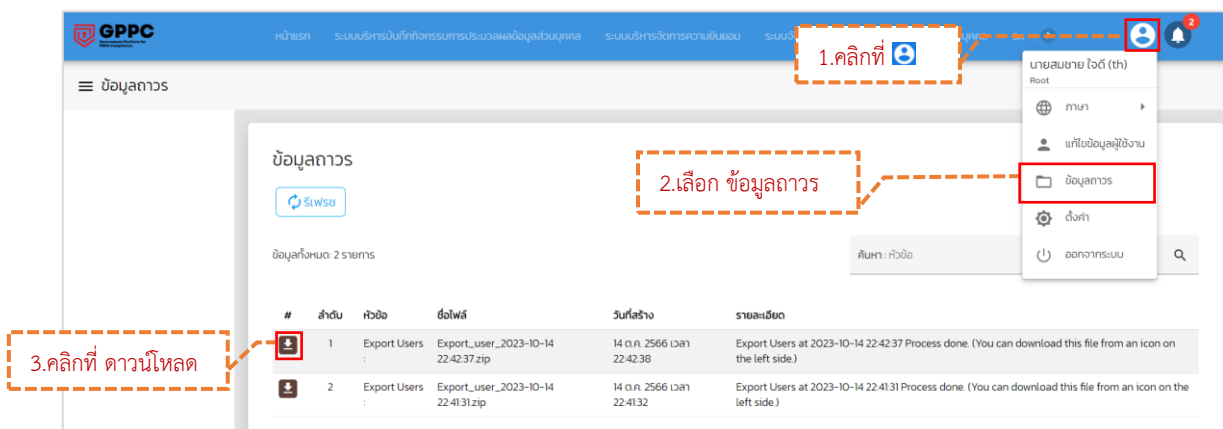 GPPC
Government Platform for
PDPA Compliance
หน้าแรก ระบบบริหารบันทึกกิจกรรมการประมวลผลข้อมูลส่วนบุคคล ระบบบริหารจัดการความยินยอม
2
1.คลิกที่
นายสมชาย ใจดี (th)
Root
ข้อมูลถาวร
ภาษา
แก้ไขข้อมูลผู้ใช้งาน
ข้อมูลถาวร
2.เลือก ข้อมูลถาวร
ข้อมูลถาวร
รีเฟรช
ตั้งค่า
ข้อมูลทั้งหมด: 2 รายการ
ค้นหา : หัวข้อ
ออกจากระบบ
# ลำดับ หัวข้อ ชื่อไฟล์ วันที่สร้าง รายละเอียด
3.คลิกที่ ดาวน์โหลด
1 Export Users : Export_user_2023-10-14 22:42:37.zip 14 ต.ค. 2566 เวลา 22:42:38 Export Users at 2023-10-14 22:42:37 Process done. (You can download this file from an icon on the left side.)
2 Export Users : Export_user_2023-10-14 22:41:31.zip 14 ต.ค. 2566 เวลา 22:41:32 Export Users at 2023-10-14 22:41:31 Process done. (You can download this file from an icon on the left side.)